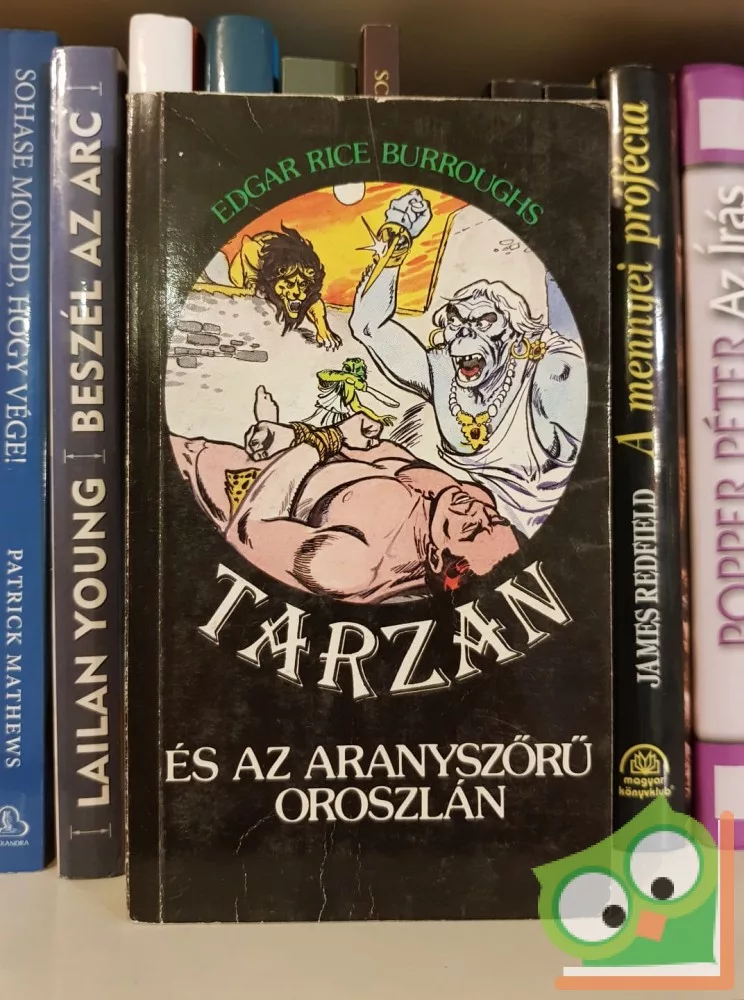 SOHASE MONDD, HOGY VÉGE!
PATRICK MATHEWS
LAILAN YOUNG
BESZÉL AZ ARC
EDGAR RICE BURROUGHS
TARZAN
ÉS AZ ARANYSZŐRŰ
OROSZLÁN
JAMES REDFIELD
A mennyei prófécia
magyar
könyvklub
POPPER PÉTER Az Írás